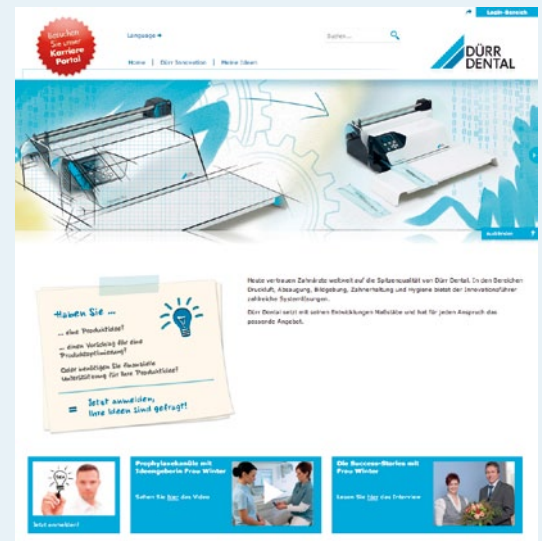 Login-Bereich
Besuchen
Sie unser
Karriere
Portal
Language
Suchen...
DÜRR
DENTAL
Home | Dürr Innovation | Meine Ideen
Heute vertrauen Zahnärzte weltweit auf die Spitzenqualität von Dürr Dental. In den Bereichen
Druckluft, Absaugung, Bildgebung, Zahnerhaltung und Hygiene bietet der Innovationsführer
zahlreiche Systemlösungen.
Dürr Dental setzt mit seinen Entwicklungen Maßstäbe und hat für jeden Anspruch das
passende Angebot.
Haben Sie ...
... eine Produktidee?
... einen Vorschlag für eine
Produktoptimierung?
Oder benötigen Sie finanzielle
Unterstützung für Ihre Produktidee?
= Jetzt anmelden,
Ihre Ideen sind gefragt!
Jetzt anmelden!
Prophylaxekanüle mit
Ideengeberin Frau Winter
Sehen Sie hier das Video
Die Success-Stories mit
Frau Winter
Lesen Sie hier das Interview